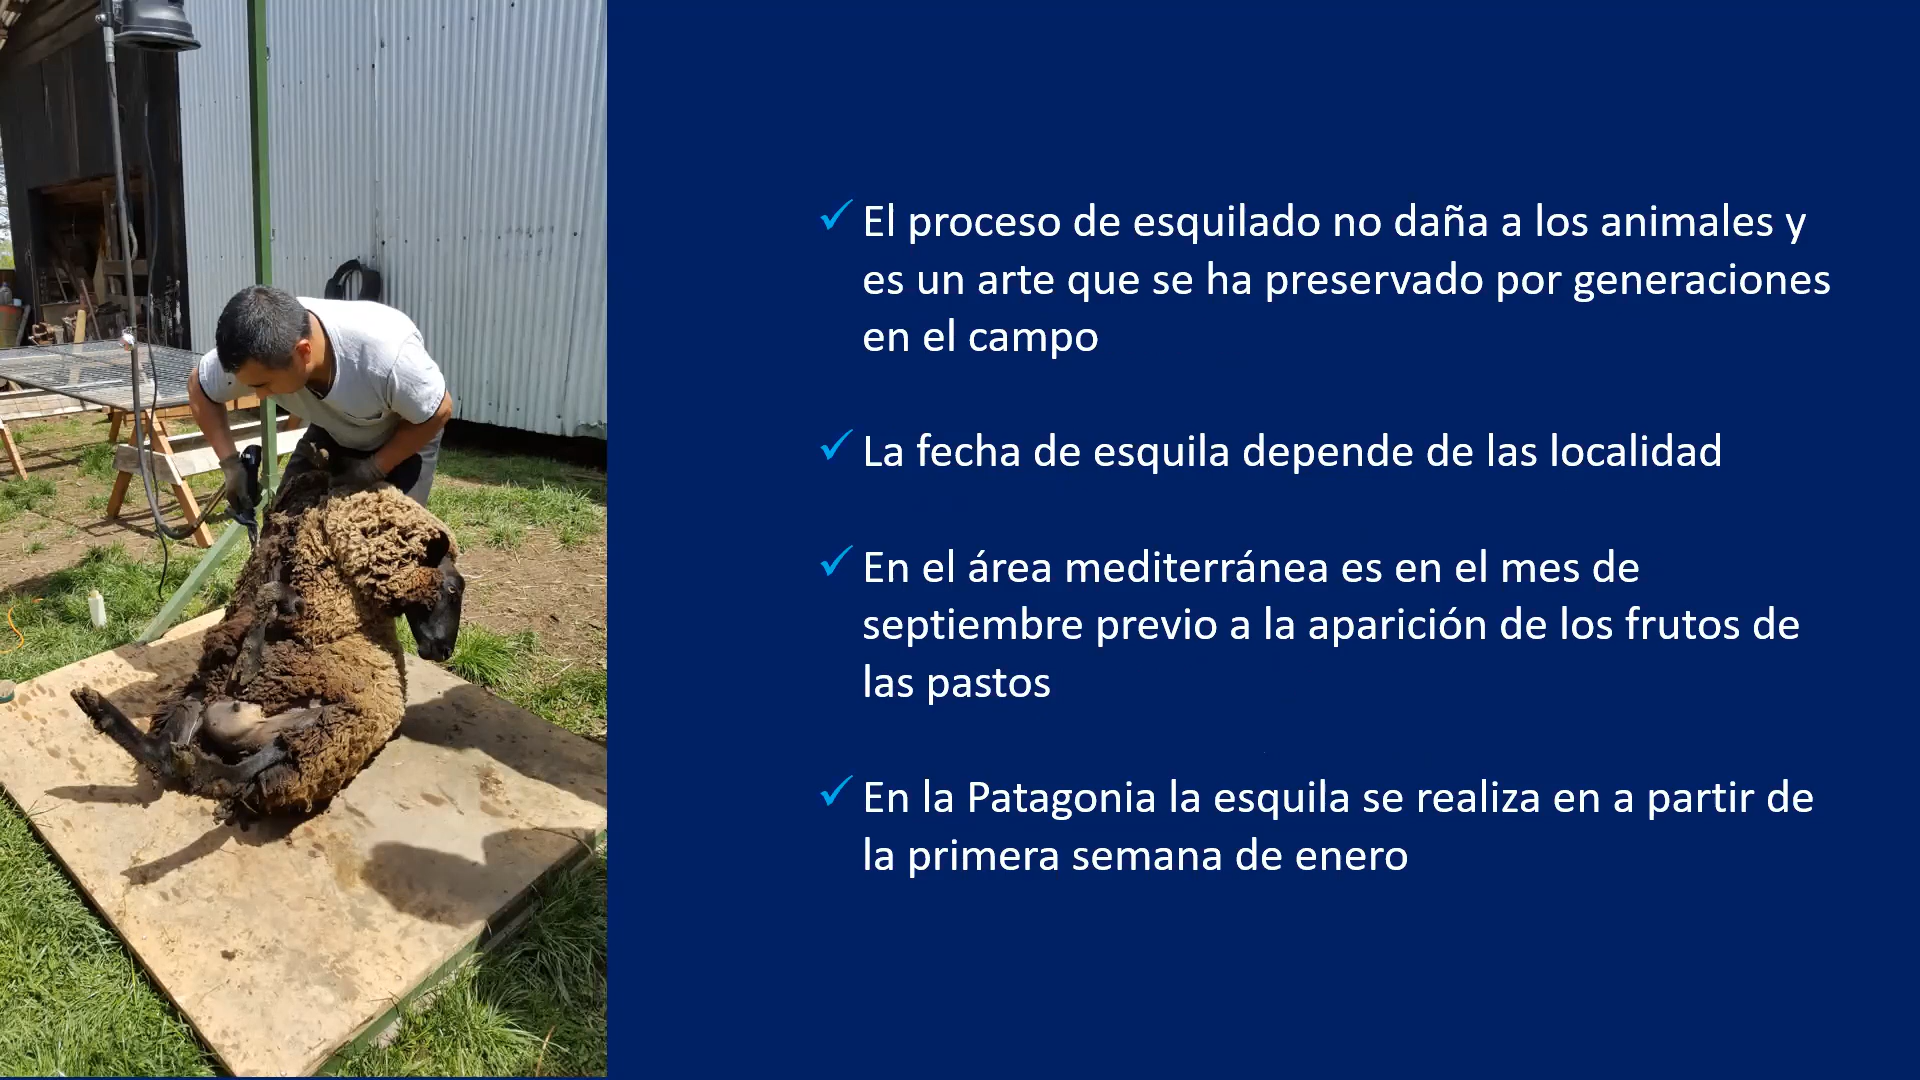 El proceso de esquilado no daña a los animales y
es un arte que se ha preservado por generaciones
en el campo
La fecha de esquila depende de las localidad
En el área mediterránea es en el mes de
septiembre previo a la aparición de los frutos de
las pastos
En la Patagonia la esquila se realiza en a partir de
la primera semana de enero